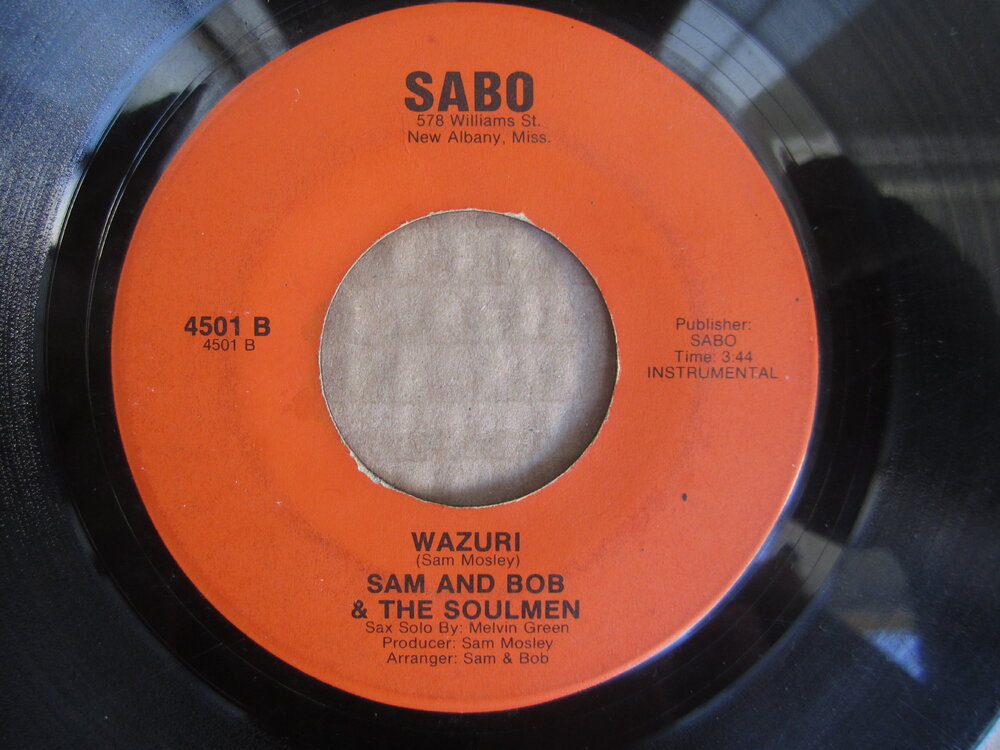 SABO
578 Williams St.
New Albany, Miss.
4501 B
4501 B
Publisher:
SABO
Time: 3:44
INSTRUMENTAL
WAZURI
(Sam Mosley)
SAM AND BOB
& THE SOULMEN
Sax Solo By: Melvin Green
Producer: Sam Mosley
Arranger: Sam & Bob